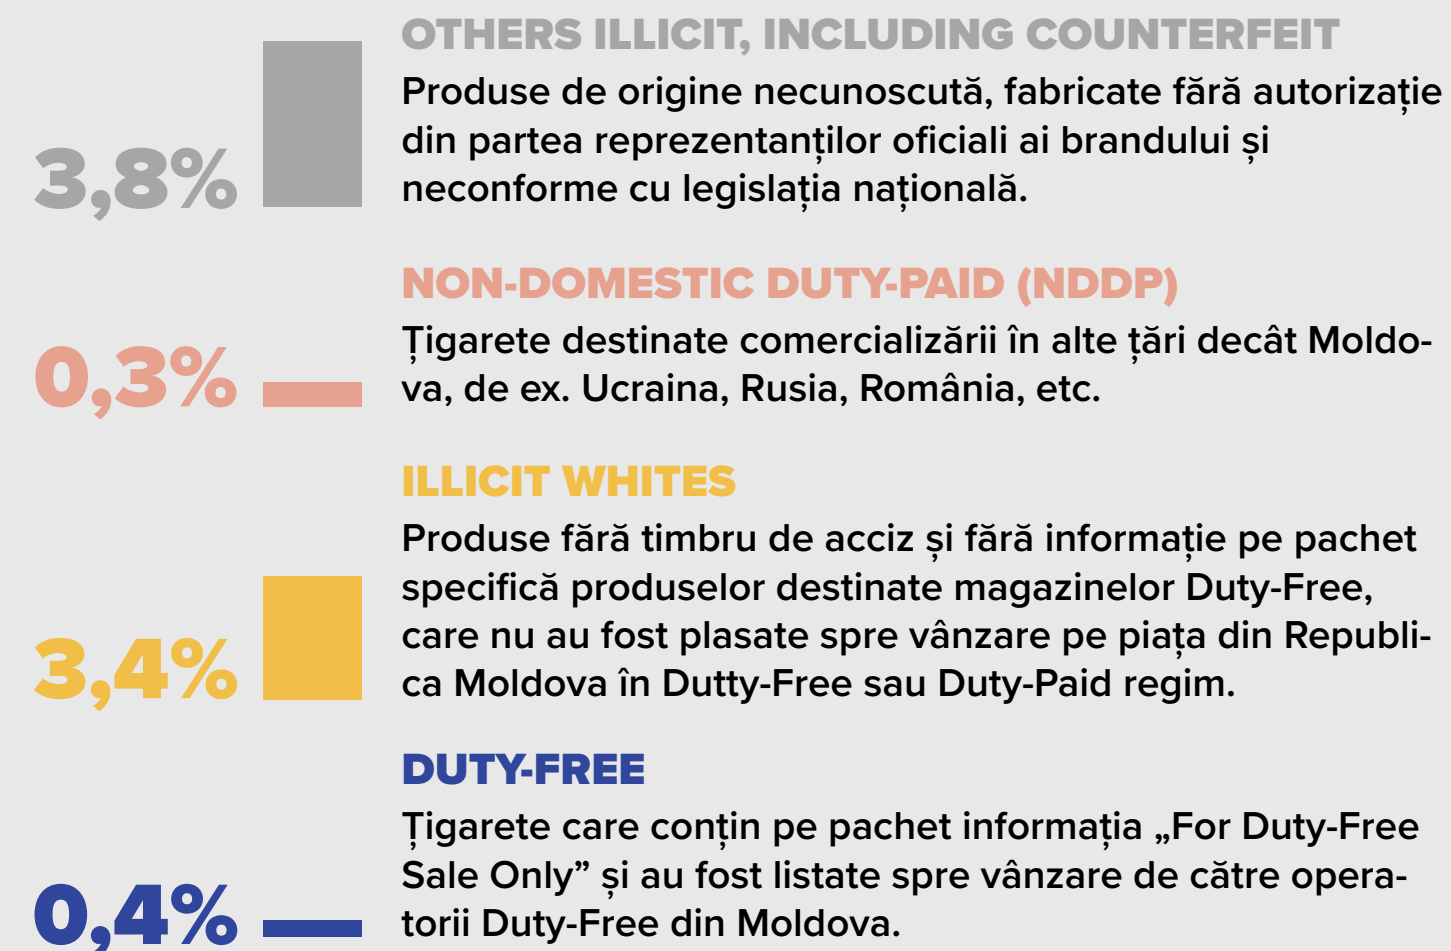 OTHERS ILLICIT, INCLUDING COUNTERFEIT
Produse de origine necunoscută, fabricate fără autorizație
din partea reprezentanților oficiali ai brandului și
neconforme cu legislația națională.
3,8%
NON-DOMESTIC DUTY-PAID (NDDP)
Țigarete destinate comercializării în alte țări decât Moldo-
va, de ex. Ucraina, Rusia, România, etc.
0,3%
ILLICIT WHITES
Produse fără timbru de acciz și fără informație pe pachet
specifică produselor destinate magazinelor Duty-Free,
care nu au fost plasate spre vânzare pe piața din Republi-
ca Moldova în Dutty-Free sau Duty-Paid regim.
3,4%
DUTY-FREE
Țigarete care conțin pe pachet informația „For Duty-Free
Sale Only” și au fost listate spre vânzare de către opera-
torii Duty-Free din Moldova.
0,4%